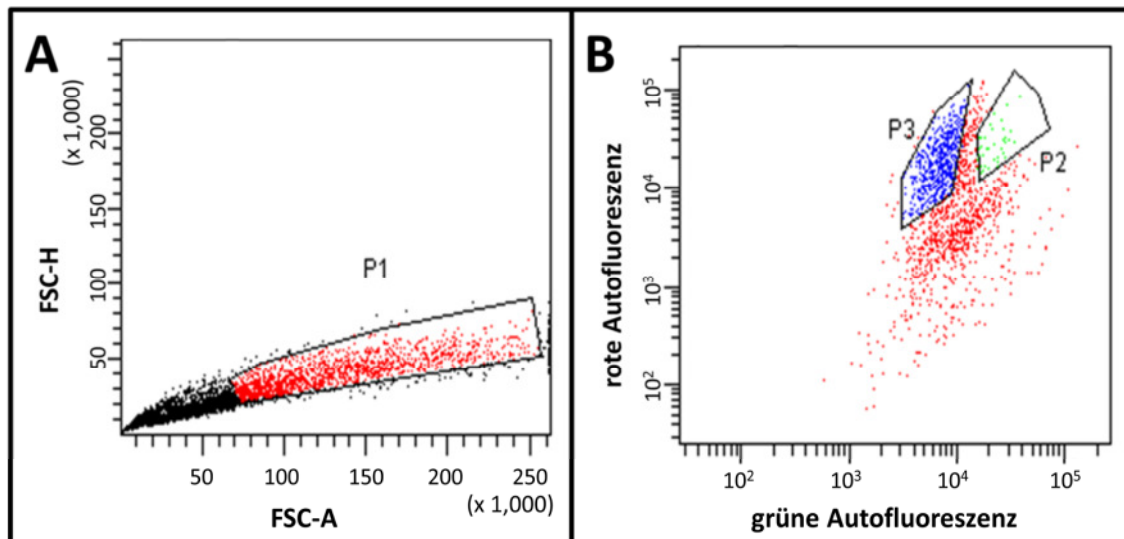 A
FSC-H
(x 1,000)
200
150
100
50
P1
50 100 150 200 250
(x 1,000)
FSC-A
B
rote Autofluoreszenz
10⁵
10⁴
10³
10²
P3
P2
10² 10³ 10⁴ 10⁵
grüne Autofluoreszenz